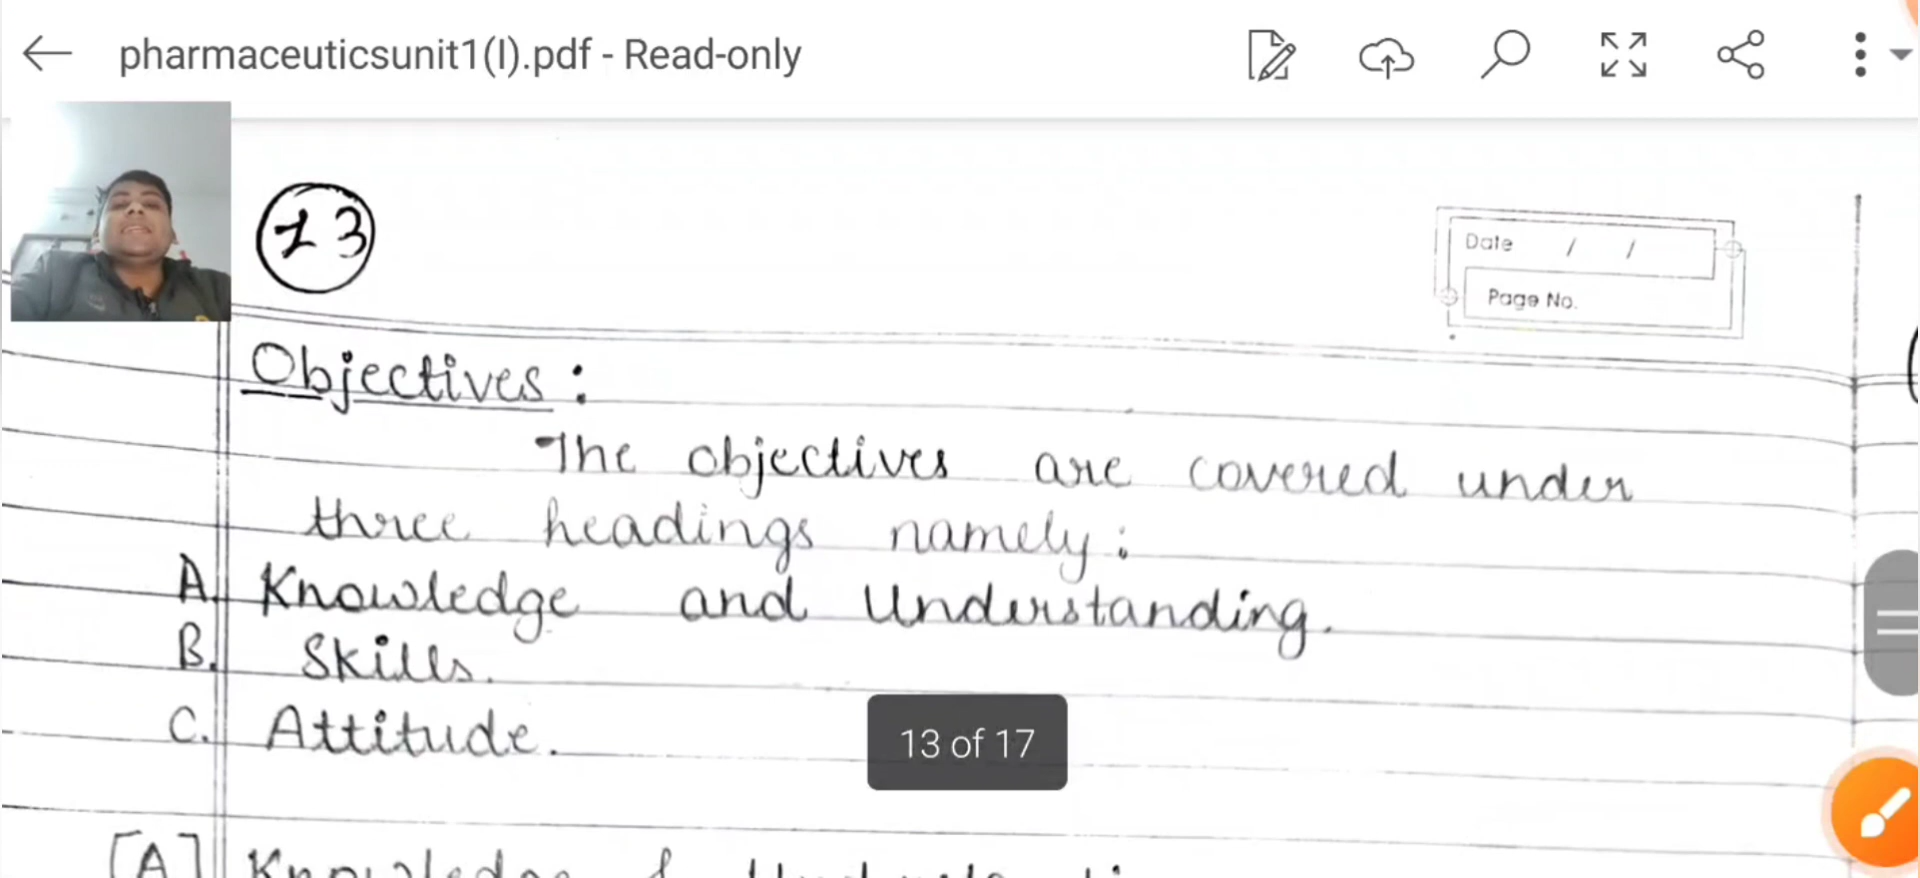 pharmaceuticsunit1(I).pdf - Read-only
13
Date / /
Page No.
Objectives :
The objectives are covered under
three headings namely :
A. Knowledge and Understanding.
B. Skills.
C. Attitude.
13 of 17
[A] Knowledge &